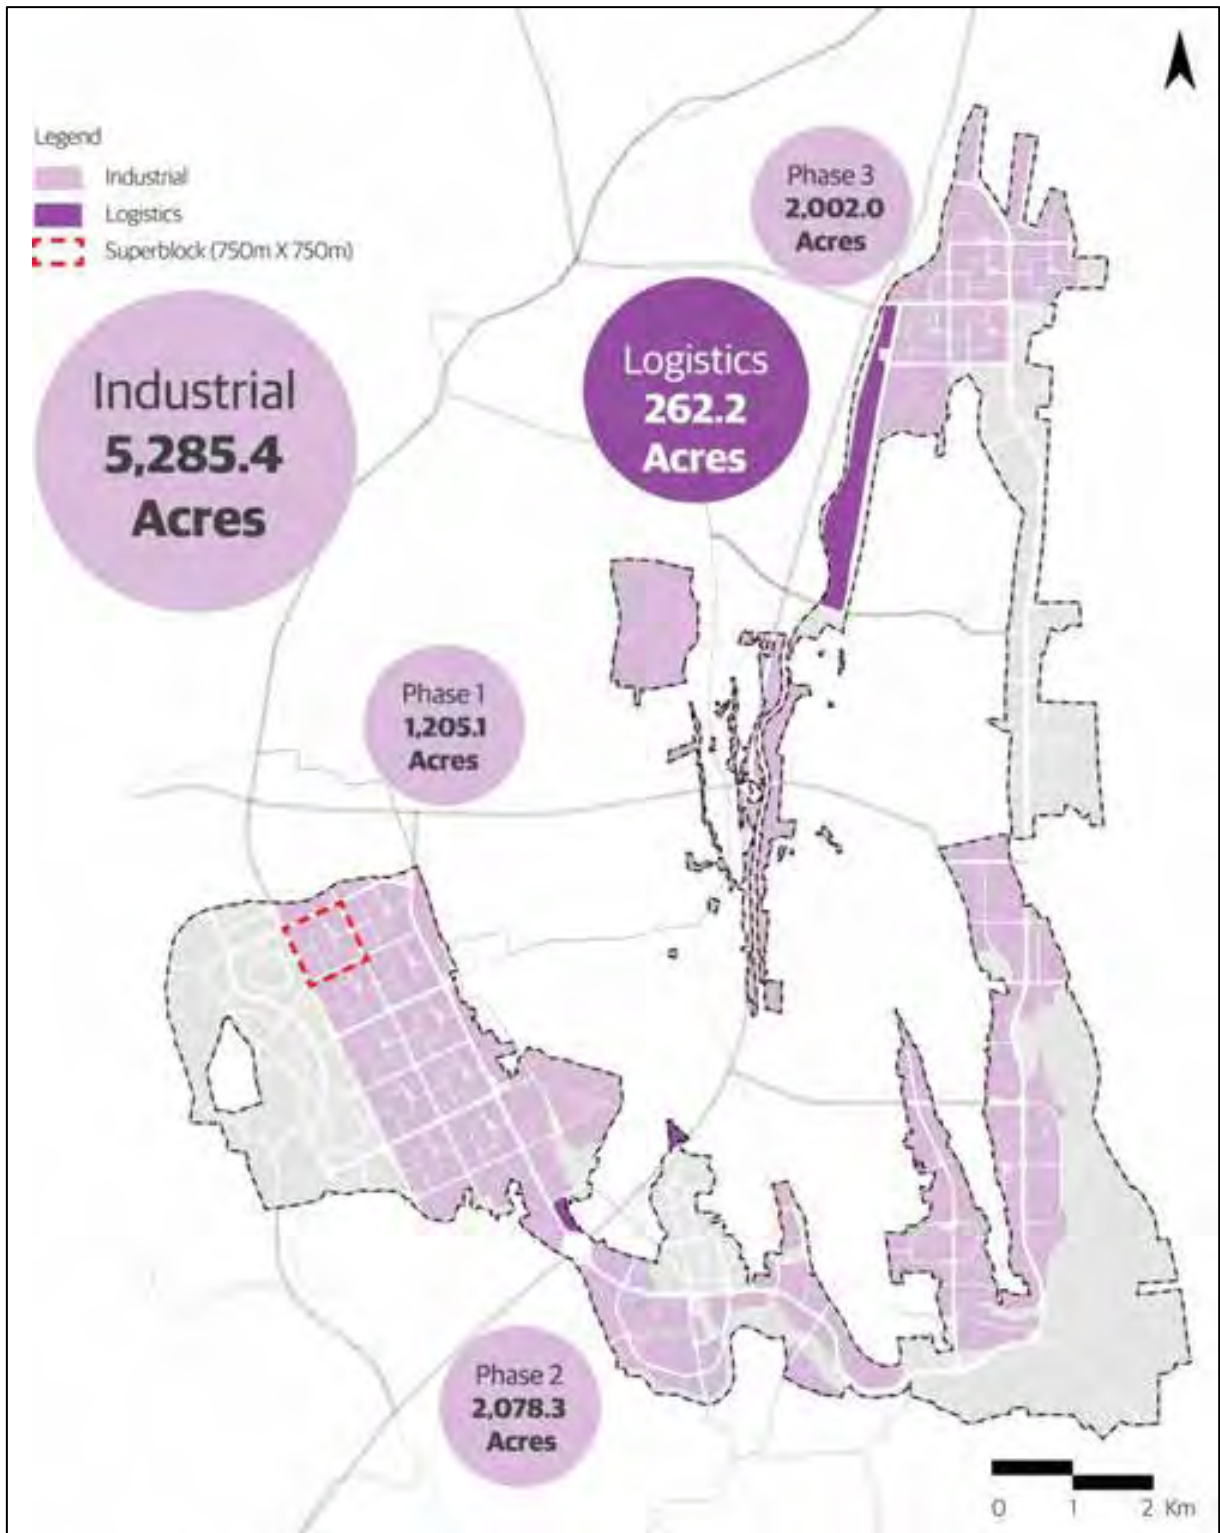 Legend
Industrial
Logistics
Superblock (750m X 750m)
Phase 3
2,002.0
Acres
Industrial
5,285.4
Acres
Logistics
262.2
Acres
Phase 1
1,205.1
Acres
Phase 2
2,078.3
Acres
0 1 2 Km